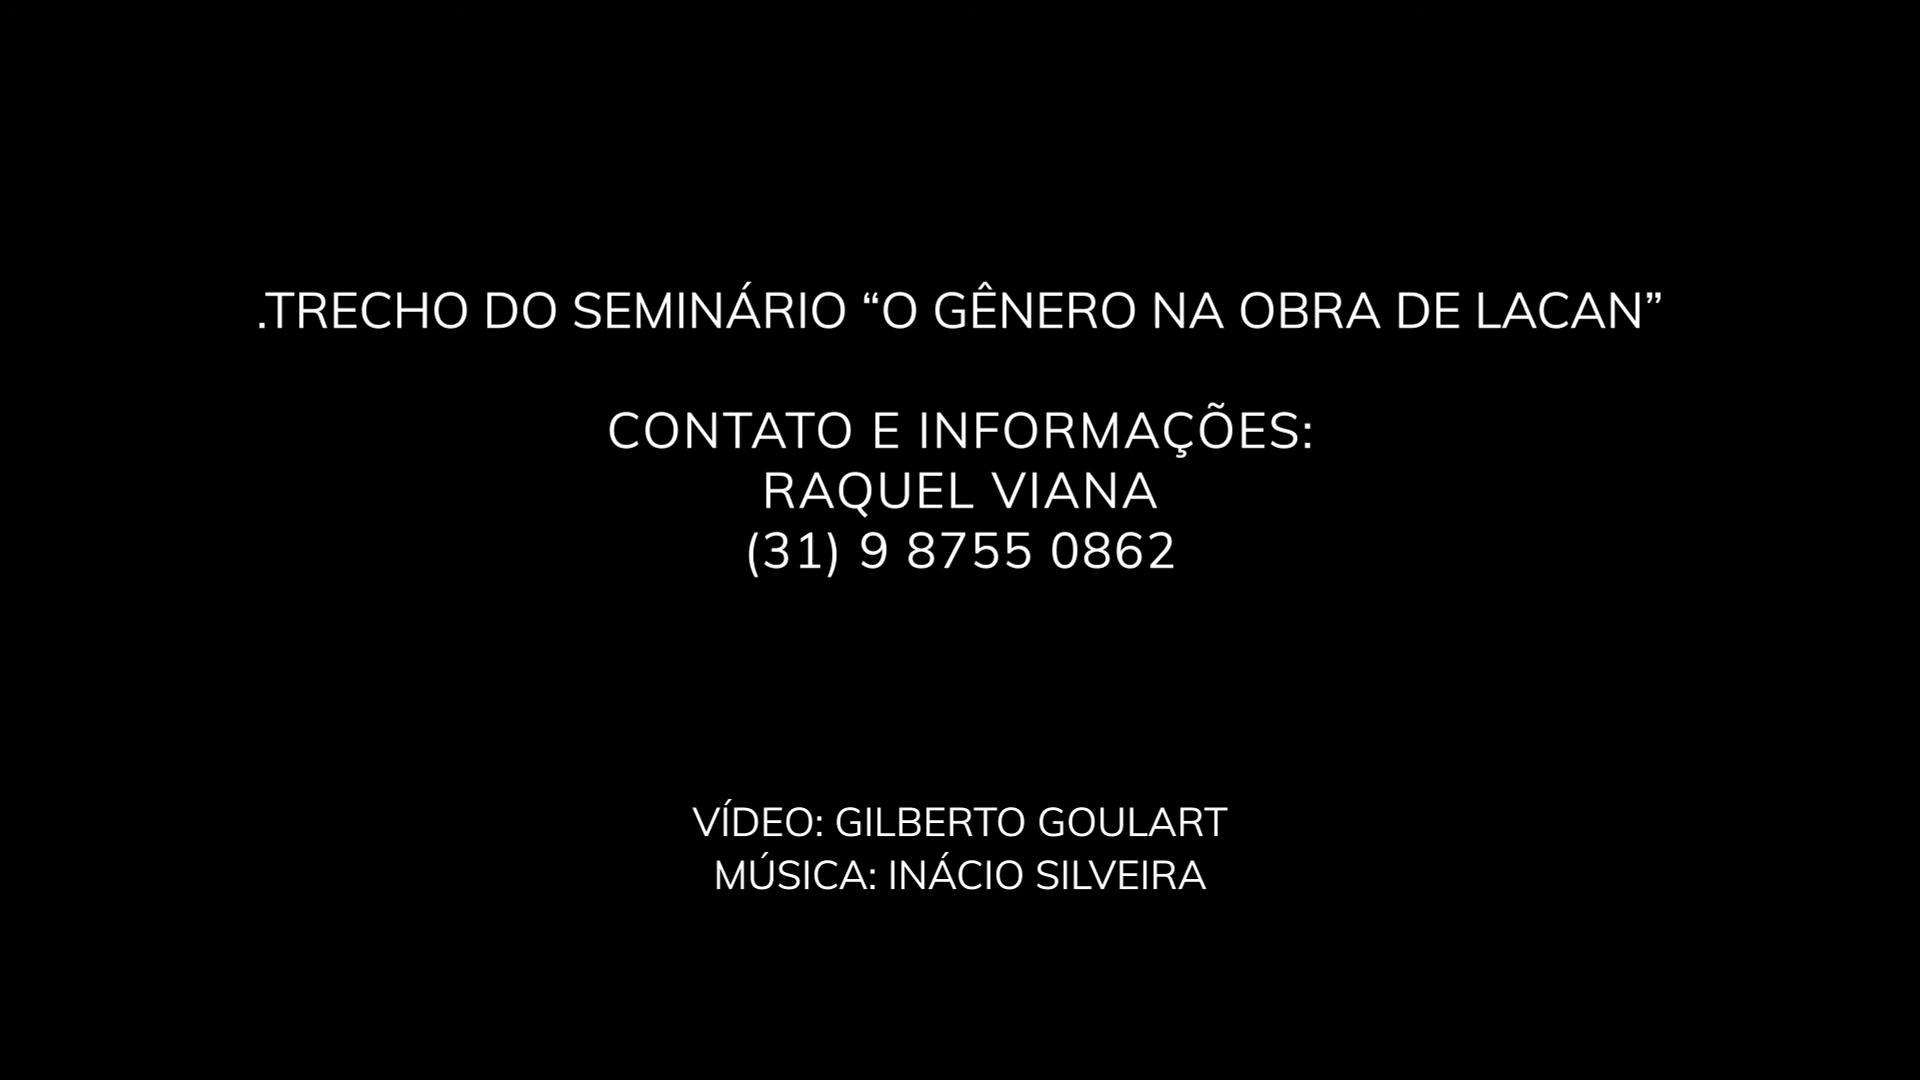 .TRECHO DO SEMINÁRIO “O GÊNERO NA OBRA DE LACAN”
CONTATO E INFORMAÇÕES:
RAQUEL VIANA
(31) 9 8755 0862
VÍDEO: GILBERTO GOULART
MÚSICA: INÁCIO SILVEIRA